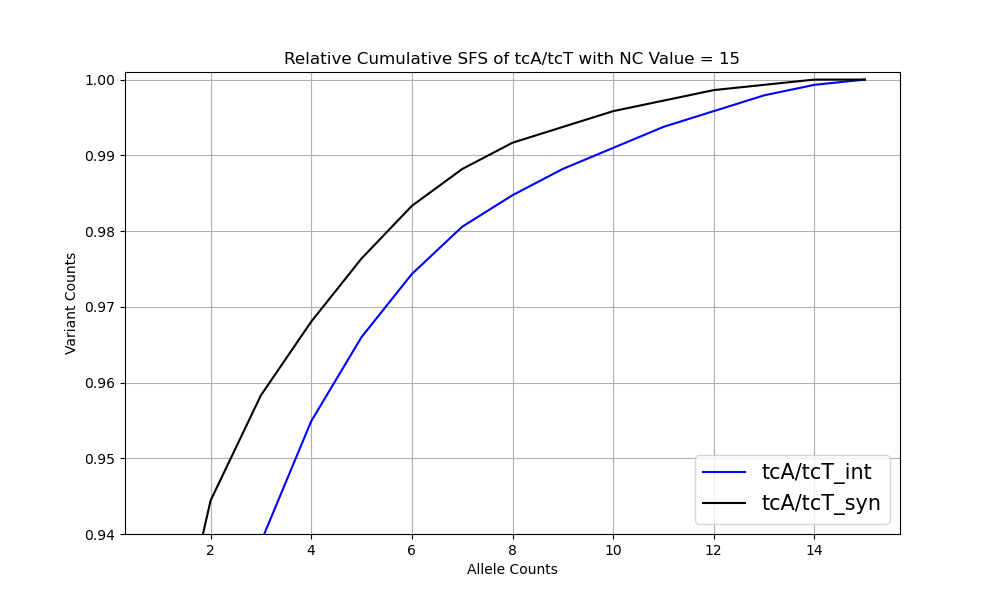 Relative Cumulative SFS of tcA/tcT with NC Value = 15
1.00
0.99
0.98
0.97
0.96
0.95
0.94
Variant Counts
2 4 6 8 10 12 14
Allele Counts
tcA/tcT_int
tcA/tcT_syn